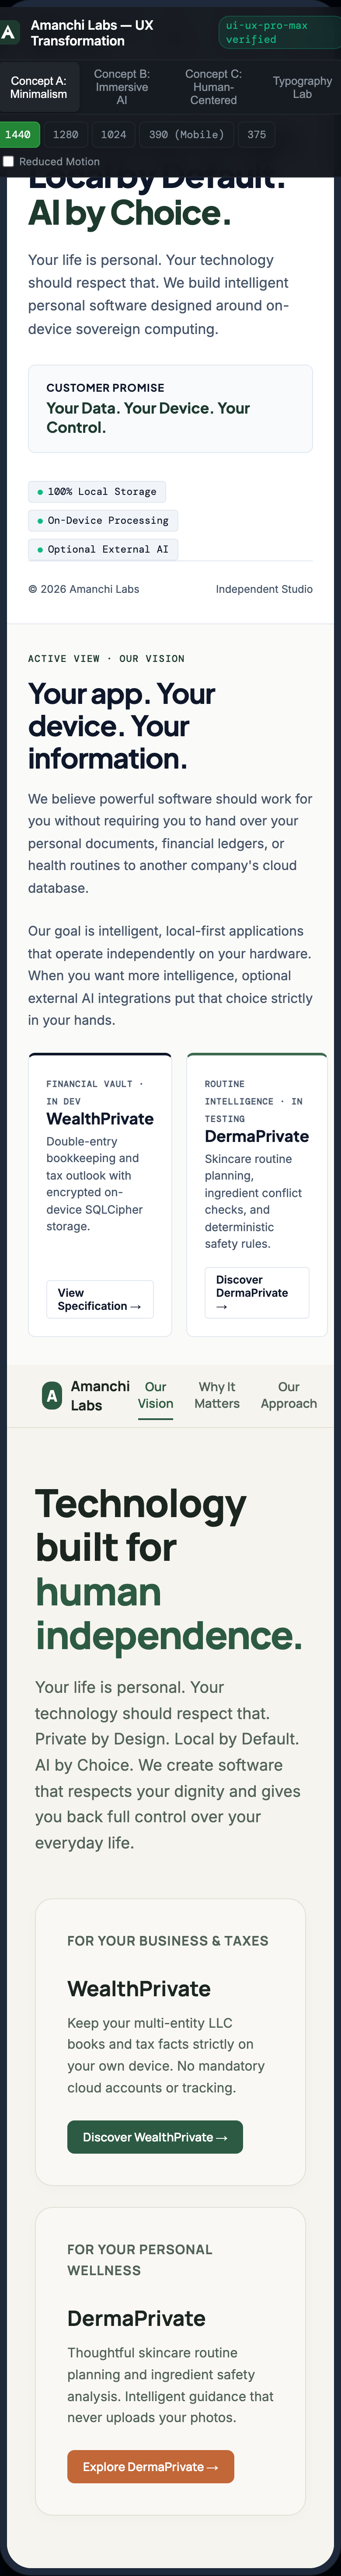 A
Amanchi Labs — UX
Transformation
ui-ux-pro-max
verified
Concept A:
Minimalism
Concept B:
Immersive
AI
Concept C:
Human-
Centered
Typography
Lab
1440
1280
1024
390 (Mobile)
375
Reduced Motion
Local by Default.
AI by Choice.
Your life is personal. Your technology
should respect that. We build intelligent
personal software designed around on-
device sovereign computing.
CUSTOMER PROMISE
Your Data. Your Device. Your
Control.
100% Local Storage
On-Device Processing
Optional External AI
© 2026 Amanchi Labs
Independent Studio
ACTIVE VIEW · OUR VISION
Your app. Your
device. Your
information.
We believe powerful software should work for
you without requiring you to hand over your
personal documents, financial ledgers, or
health routines to another company's cloud
database.
Our goal is intelligent, local-first applications
that operate independently on your hardware.
When you want more intelligence, optional
external AI integrations put that choice strictly
in your hands.
FINANCIAL VAULT ·
IN DEV
WealthPrivate
Double-entry
bookkeeping and
tax outlook with
encrypted on-
device SQLCipher
storage.
View
Specification →
ROUTINE
INTELLIGENCE · IN
TESTING
DermaPrivate
Skincare routine
planning,
ingredient conflict
checks, and
deterministic
safety rules.
Discover
DermaPrivate
→
A
Amanchi
Labs
Our
Vision
Why It
Matters
Our
Approach
Technology
built for
human
independence.
Your life is personal. Your
technology should respect that.
Private by Design. Local by Default.
AI by Choice. We create software
that respects your dignity and gives
you back full control over your
everyday life.
FOR YOUR BUSINESS & TAXES
WealthPrivate
Keep your multi-entity LLC
books and tax facts strictly on
your own device. No mandatory
cloud accounts or tracking.
Discover WealthPrivate →
FOR YOUR PERSONAL
WELLNESS
DermaPrivate
Thoughtful skincare routine
planning and ingredient safety
analysis. Intelligent guidance that
never uploads your photos.
Explore DermaPrivate →